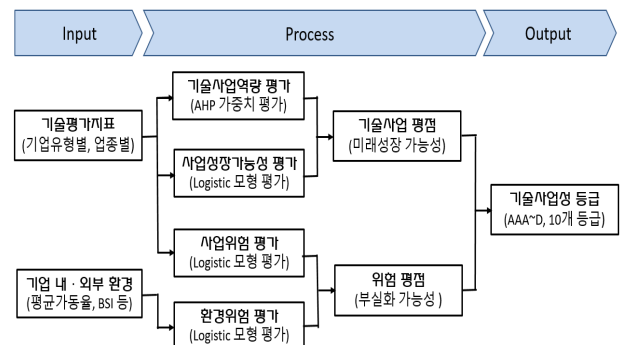 Input
Process
Output
기술평가지표
(기업유형별, 업종별)
기술사업역량 평가
(AHP 가중치 평가)
사업성장가능성 평가
(Logistic 모형 평가)
기술사업 평점
(미래성장 가능성)
기술사업성 등급
(AAA~D, 10개 등급)
사업위험 평가
(Logistic 모형 평가)
기업 내 · 외부 환경
(평균가동율, BSI 등)
환경위험 평가
(Logistic 모형 평가)
위험 평점
(부실화 가능성 )